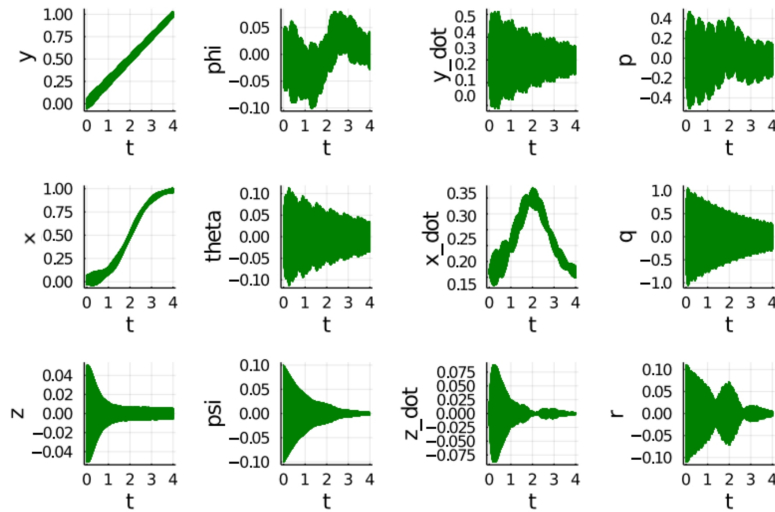 y
1.00
0.75
0.50
0.25
0.00
0 1 2 3 4
t
phi
0.05
0.00
−0.05
−0.10
0 1 2 3 4
t
y_dot
0.5
0.4
0.3
0.2
0.1
0.0
0 1 2 3 4
t
p
0.4
0.2
0.0
−0.2
−0.4
0 1 2 3 4
t
x
1.00
0.75
0.50
0.25
0.00
0 1 2 3 4
t
theta
0.10
0.05
0.00
−0.05
−0.10
0 1 2 3 4
t
x_dot
0.35
0.30
0.25
0.20
0.15
0 1 2 3 4
t
q
1.0
0.5
0.0
−0.5
−1.0
0 1 2 3 4
t
z
0.04
0.02
0.00
−0.02
−0.04
0 1 2 3 4
t
psi
0.10
0.05
0.00
−0.05
−0.10
0 1 2 3 4
t
z_dot
0.075
0.050
0.025
0.000
−0.025
−0.050
−0.075
0 1 2 3 4
t
r
0.10
0.05
0.00
−0.05
−0.10
0 1 2 3 4
t